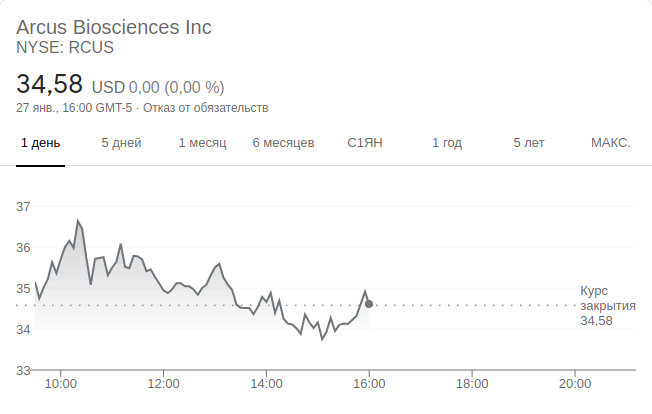 Arcus Biosciences Inc
NYSE: RCUS
34,58 USD 0,00 (0,00 %)
27 янв., 16:00 GMT-5 · Отказ от обязательств
1 день 5 дней 1 месяц 6 месяцев С1ЯН 1 год 5 лет МАКС.
37
36
35
34
33
Курс
закрытия
34,58
10:00 12:00 14:00 16:00 18:00 20:00